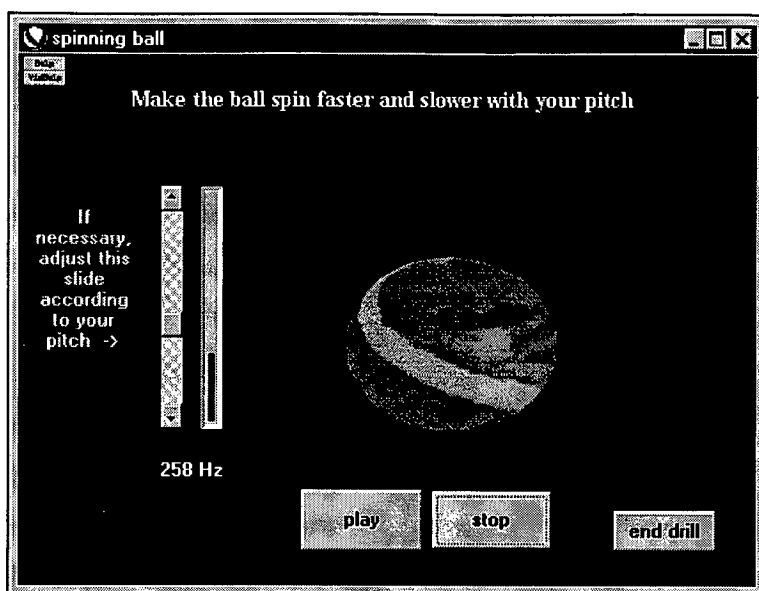 spinning ball
Make the ball spin faster and slower with your pitch
If
necessary,
adjust this
slide
according
to your
pitch ->
258 Hz
play
stop
end drill